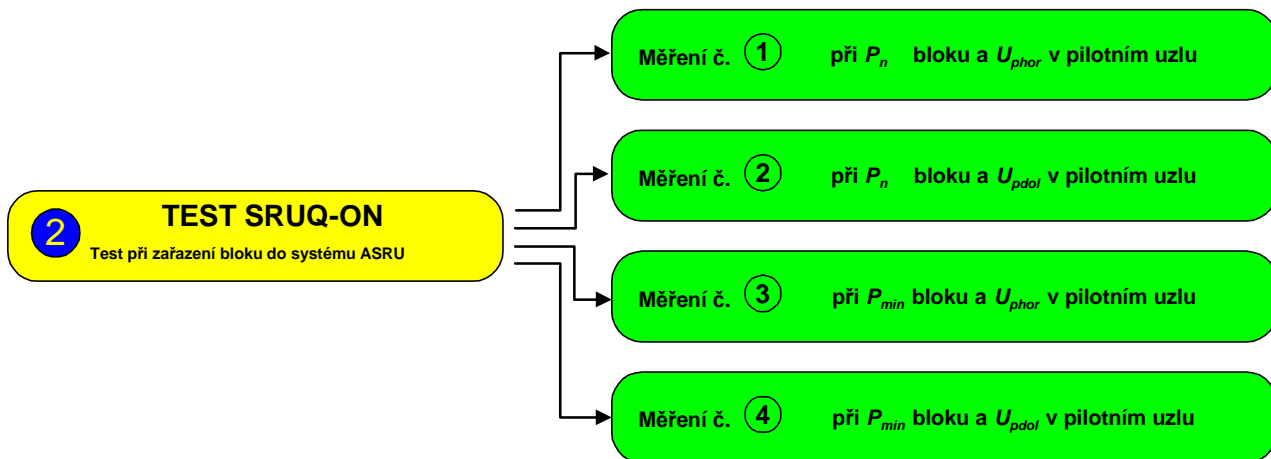 Měření č. 1 při Pn bloku a Uphor v pilotním uzlu
Měření č. 2 při Pn bloku a Updol v pilotním uzlu
2 TEST SRUQ-ON
Test při zařazení bloku do systému ASRU
Měření č. 3 při Pmin bloku a Uphor v pilotním uzlu
Měření č. 4 při Pmin bloku a Updol v pilotním uzlu